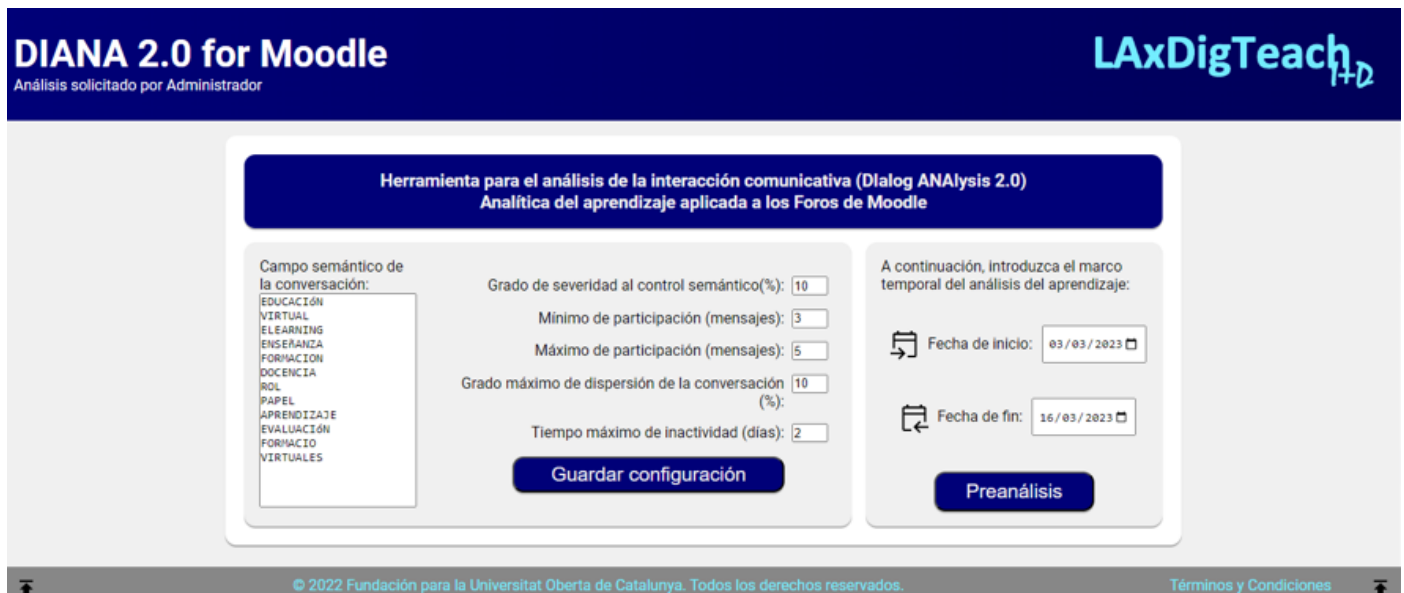 DIANA 2.0 for Moodle
Análisis solicitado por Administrador
LAxDigTeach
I+D
Herramienta para el análisis de la interacción comunicativa (DIalog ANAlysis 2.0)
Analítica del aprendizaje aplicada a los Foros de Moodle
Campo semántico de
la conversación:
EDUCACIóN
VIRTUAL
ELEARNING
ENSEÑANZA
FORMACION
DOCENCIA
ROL
PAPEL
APRENDIZAJE
EVALUACIóN
FORMACIO
VIRTUALES
Grado de severidad al control semántico(%): 10
Mínimo de participación (mensajes): 3
Máximo de participación (mensajes): 5
Grado máximo de dispersión de la conversación 10
(%):
Tiempo máximo de inactividad (días): 2
Guardar configuración
A continuación, introduzca el marco
temporal del análisis del aprendizaje:
Fecha de inicio: 03/03/2023
Fecha de fin: 16/03/2023
Preanálisis
© 2022 Fundación para la Universitat Oberta de Catalunya. Todos los derechos reservados.
Términos y Condiciones